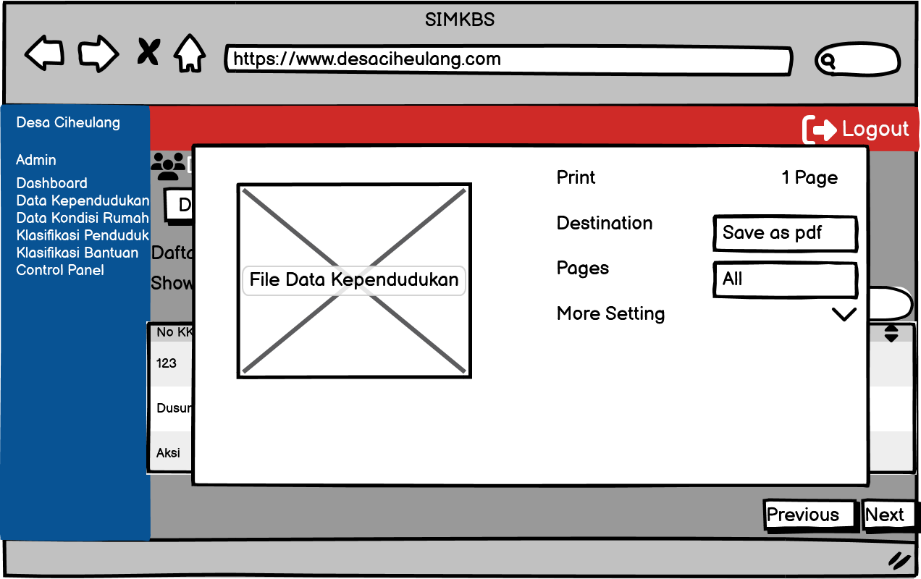 SIMKBS
https://www.desaciheulang.com
Desa Ciheulang
Logout
Admin
Dashboard
Data Kependudukan
Data Kondisi Rumah
Klasifikasi Penduduk
Klasifikasi Bantuan
Control Panel
D
Dafta
Show
No KK
123
Dusun
Aksi
File Data Kependudukan
Print
1 Page
Destination
Save as pdf
Pages
All
More Setting
Previous
Next